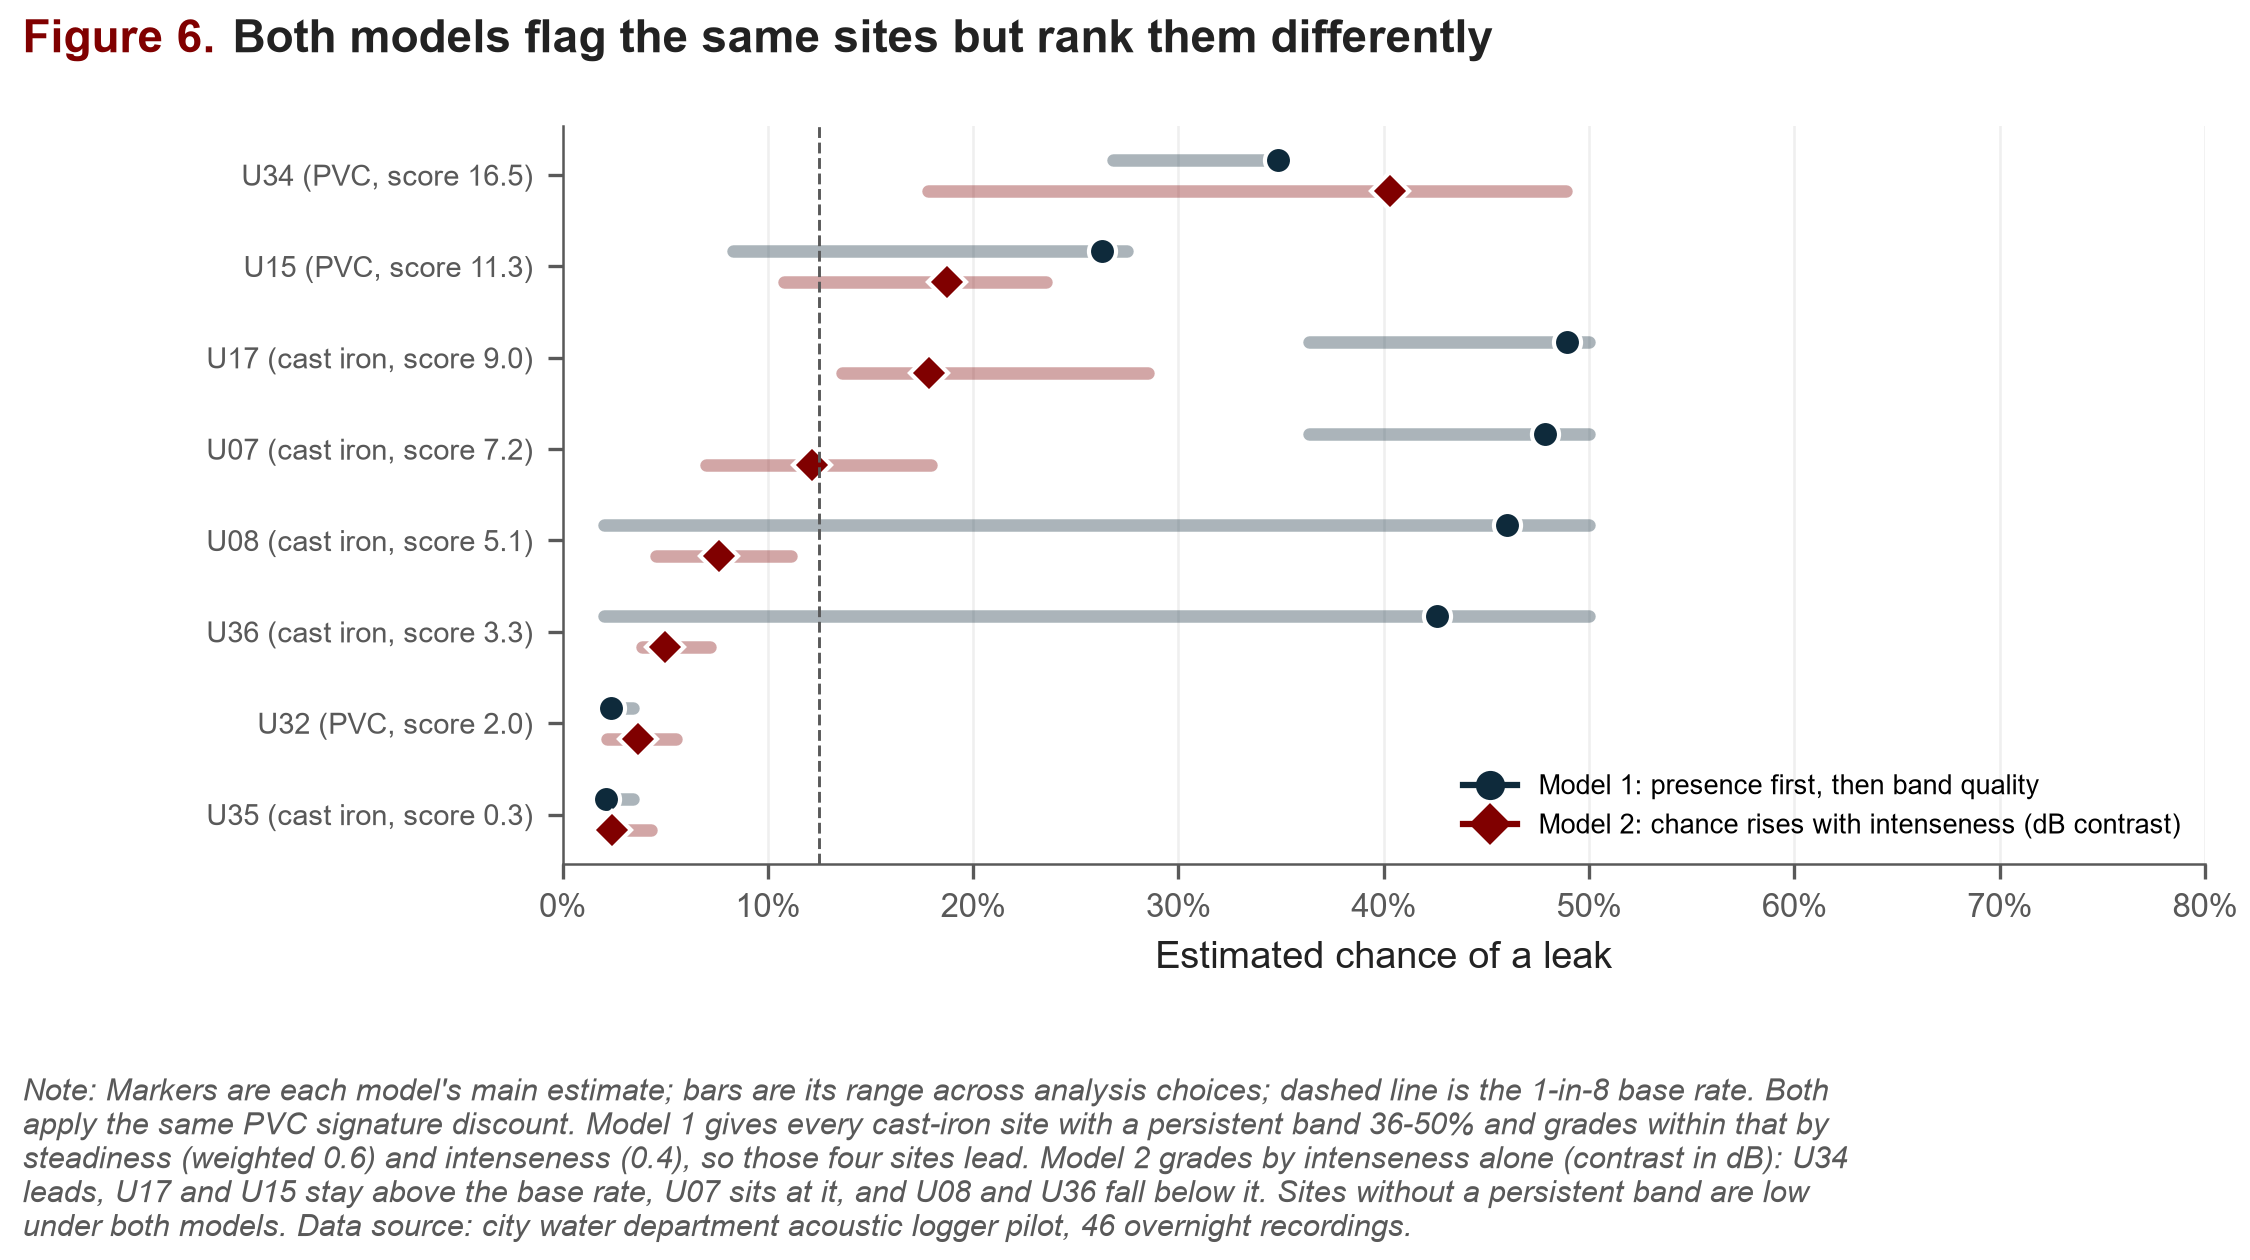 Figure 6. Both models flag the same sites but rank them differently
U34 (PVC, score 16.5)
U15 (PVC, score 11.3)
U17 (cast iron, score 9.0)
U07 (cast iron, score 7.2)
U08 (cast iron, score 5.1)
U36 (cast iron, score 3.3)
U32 (PVC, score 2.0)
U35 (cast iron, score 0.3)
Model 1: presence first, then band quality
Model 2: chance rises with intenseness (dB contrast)
0% 10% 20% 30% 40% 50% 60% 70% 80%
Estimated chance of a leak
Note: Markers are each model's main estimate; bars are its range across analysis choices; dashed line is the 1-in-8 base rate. Both
apply the same PVC signature discount. Model 1 gives every cast-iron site with a persistent band 36-50% and grades within that by
steadiness (weighted 0.6) and intenseness (0.4), so those four sites lead. Model 2 grades by intenseness alone (contrast in dB): U34
leads, U17 and U15 stay above the base rate, U07 sits at it, and U08 and U36 fall below it. Sites without a persistent band are low
under both models. Data source: city water department acoustic logger pilot, 46 overnight recordings.